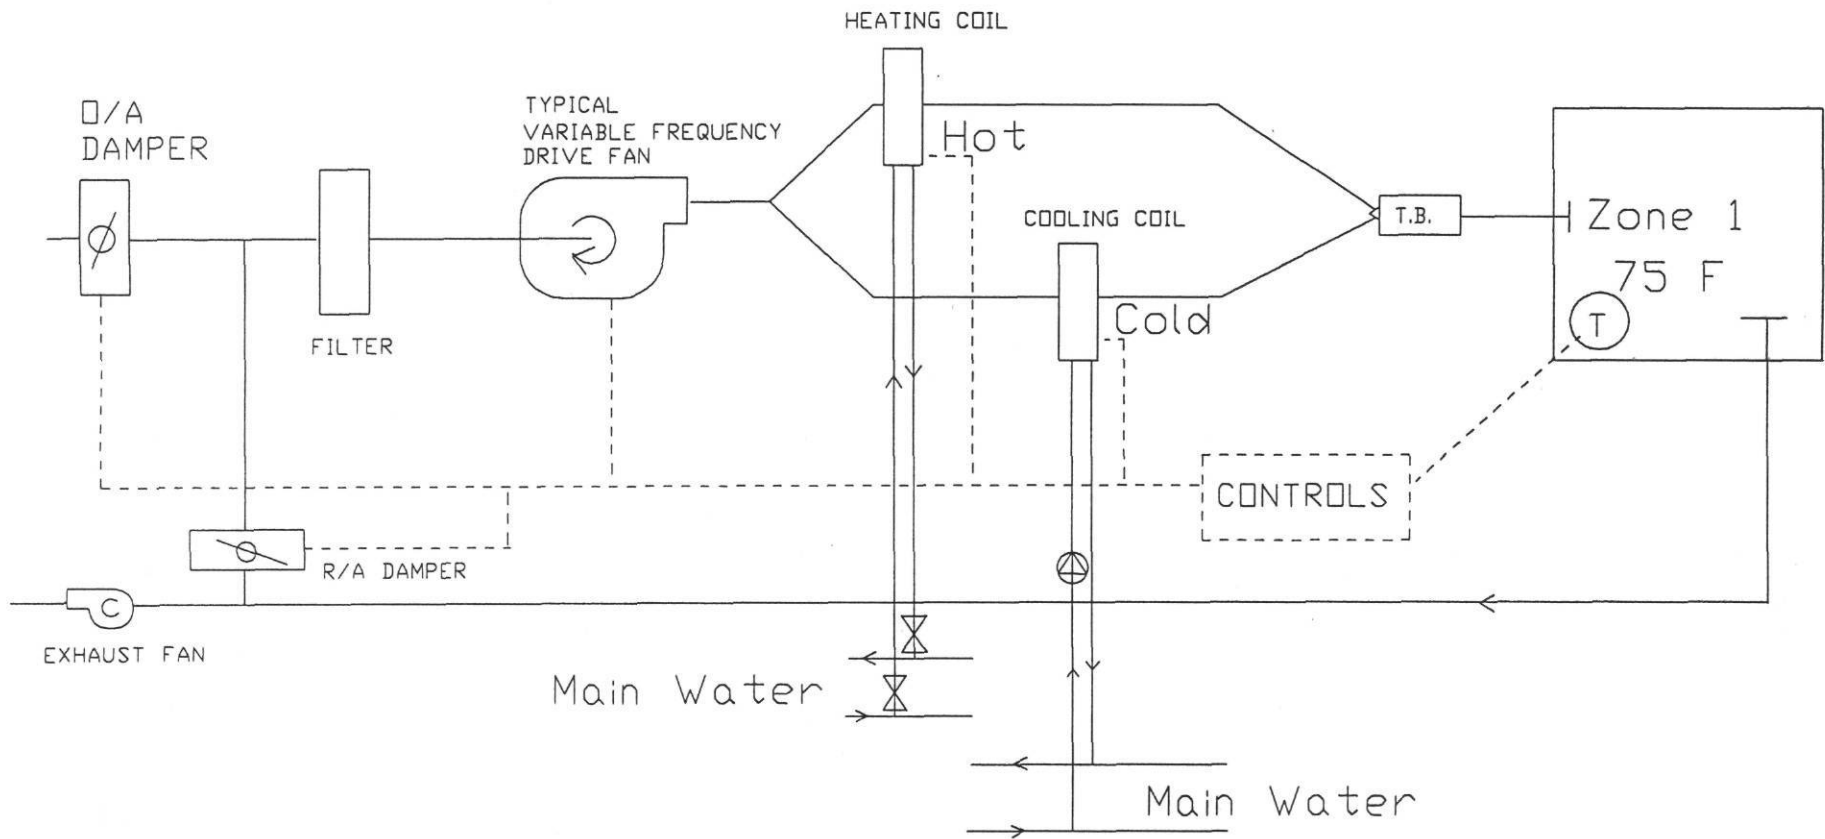 HEATING COIL
O/A
DAMPER
TYPICAL
VARIABLE FREQUENCY
DRIVE FAN
Hot
COOLING COIL
T.B.
Zone 1
75 F
T
Cold
FILTER
CONTROLS
R/A DAMPER
C
EXHAUST FAN
Main Water
Main Water